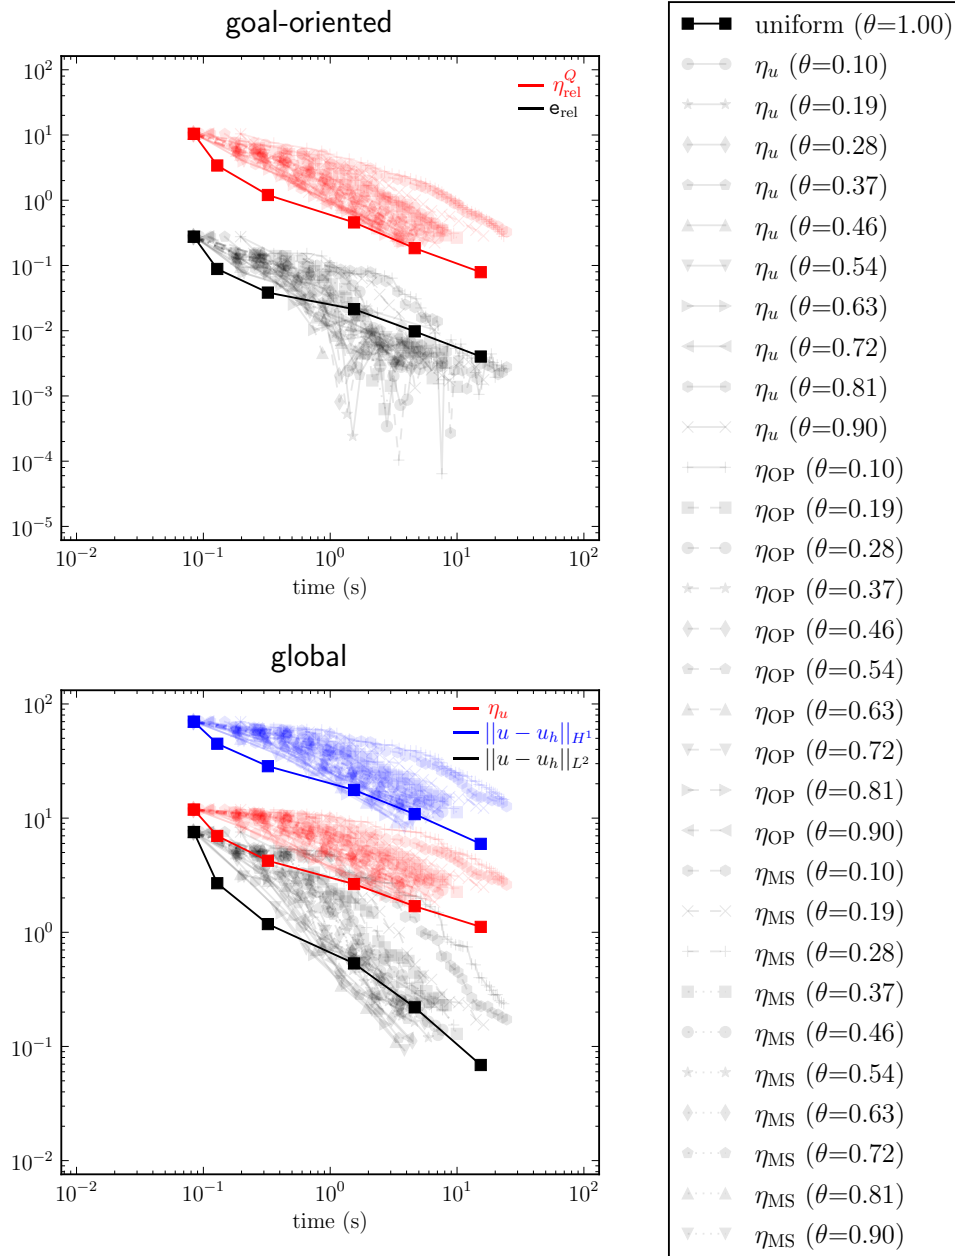 goal-oriented
10^2
10^1
10^0
10^-1
10^-2
10^-3
10^-4
10^-5
η^Q_rel
e_rel
10^-2 10^-1 10^0 10^1 10^2
time (s)
global
10^2
10^1
10^0
10^-1
10^-2
η_u
||u − u_h||_H^1
||u − u_h||_L^2
10^-2 10^-1 10^0 10^1 10^2
time (s)
uniform (θ=1.00)
η_u (θ=0.10)
η_u (θ=0.19)
η_u (θ=0.28)
η_u (θ=0.37)
η_u (θ=0.46)
η_u (θ=0.54)
η_u (θ=0.63)
η_u (θ=0.72)
η_u (θ=0.81)
η_u (θ=0.90)
η_OP (θ=0.10)
η_OP (θ=0.19)
η_OP (θ=0.28)
η_OP (θ=0.37)
η_OP (θ=0.46)
η_OP (θ=0.54)
η_OP (θ=0.63)
η_OP (θ=0.72)
η_OP (θ=0.81)
η_OP (θ=0.90)
η_MS (θ=0.10)
η_MS (θ=0.19)
η_MS (θ=0.28)
η_MS (θ=0.37)
η_MS (θ=0.46)
η_MS (θ=0.54)
η_MS (θ=0.63)
η_MS (θ=0.72)
η_MS (θ=0.81)
η_MS (θ=0.90)